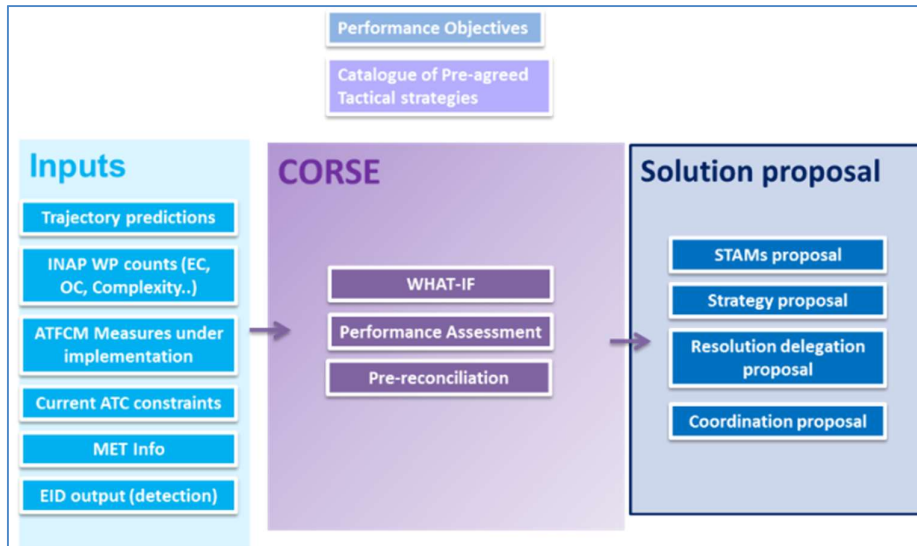 Performance Objectives
Catalogue of Pre-agreed
Tactical strategies
Inputs
Trajectory predictions
INAP WP counts (EC,
OC, Complexity..)
ATFCM Measures under
implementation
Current ATC constraints
MET Info
EID output (detection)
CORSE
WHAT-IF
Performance Assessment
Pre-reconciliation
Solution proposal
STAMs proposal
Strategy proposal
Resolution delegation
proposal
Coordination proposal